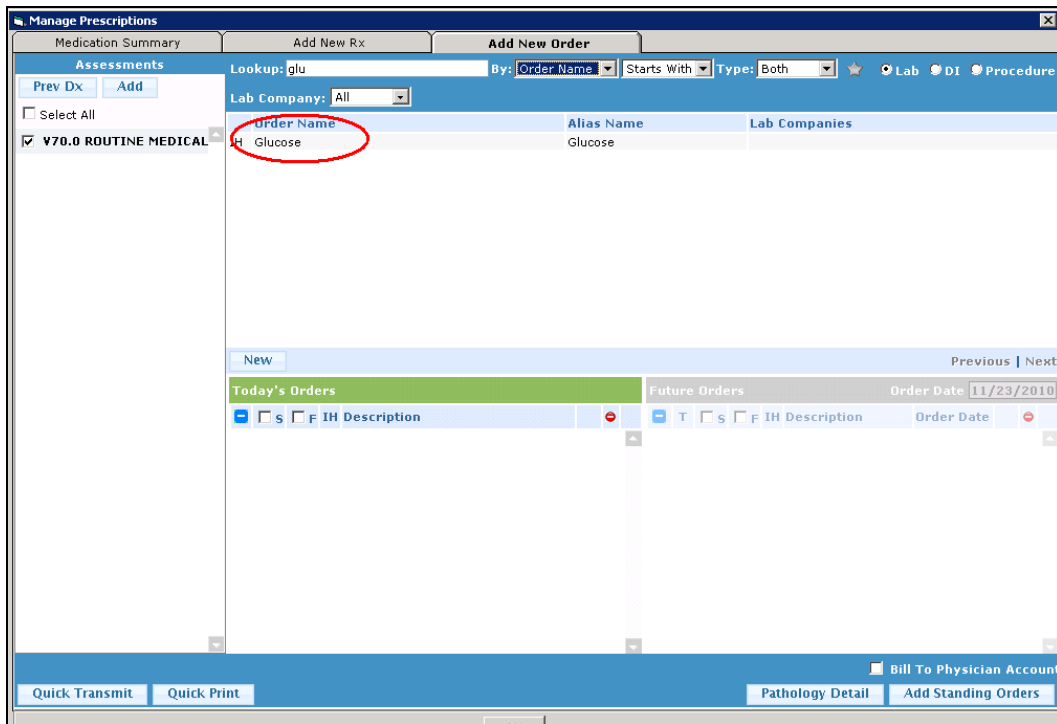 Manage Prescriptions
Medication Summary Add New Rx Add New Order
Assessments
Prev Dx Add
Select All
V70.0 ROUTINE MEDICAL
Lookup: glu By: Order Name Starts With Type: Both Lab DI Procedure
Lab Company: All
Order Name Alias Name Lab Companies
IH Glucose Glucose
New Previous | Next
Today's Orders Future Orders Order Date 11/23/2010
S F IH Description T S F IH Description Order Date
Bill To Physician Account
Quick Transmit Quick Print Pathology Detail Add Standing Orders